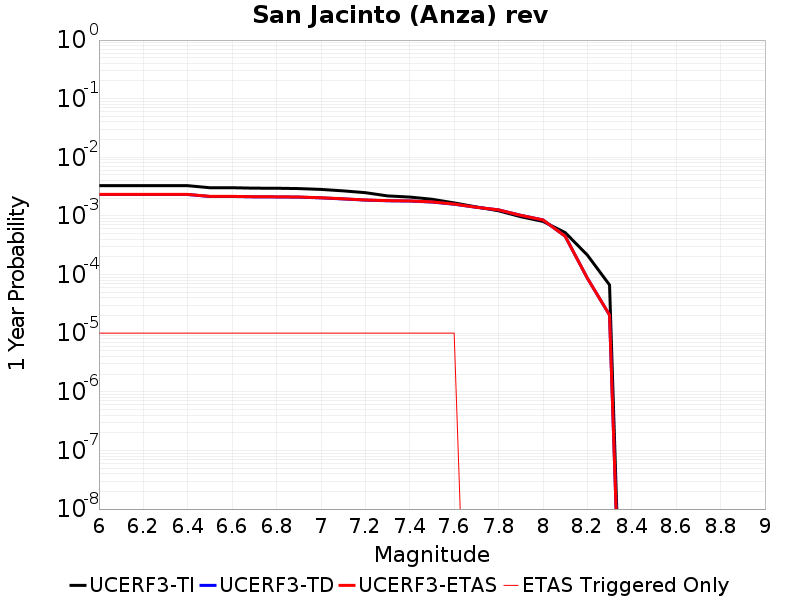 San Jacinto (Anza) rev
1 Year Probability
10^0
10^-1
10^-2
10^-3
10^-4
10^-5
10^-6
10^-7
10^-8
6 6.2 6.4 6.6 6.8 7 7.2 7.4 7.6 7.8 8 8.2 8.4 8.6 8.8 9
Magnitude
UCERF3-TI UCERF3-TD UCERF3-ETAS ETAS Triggered Only